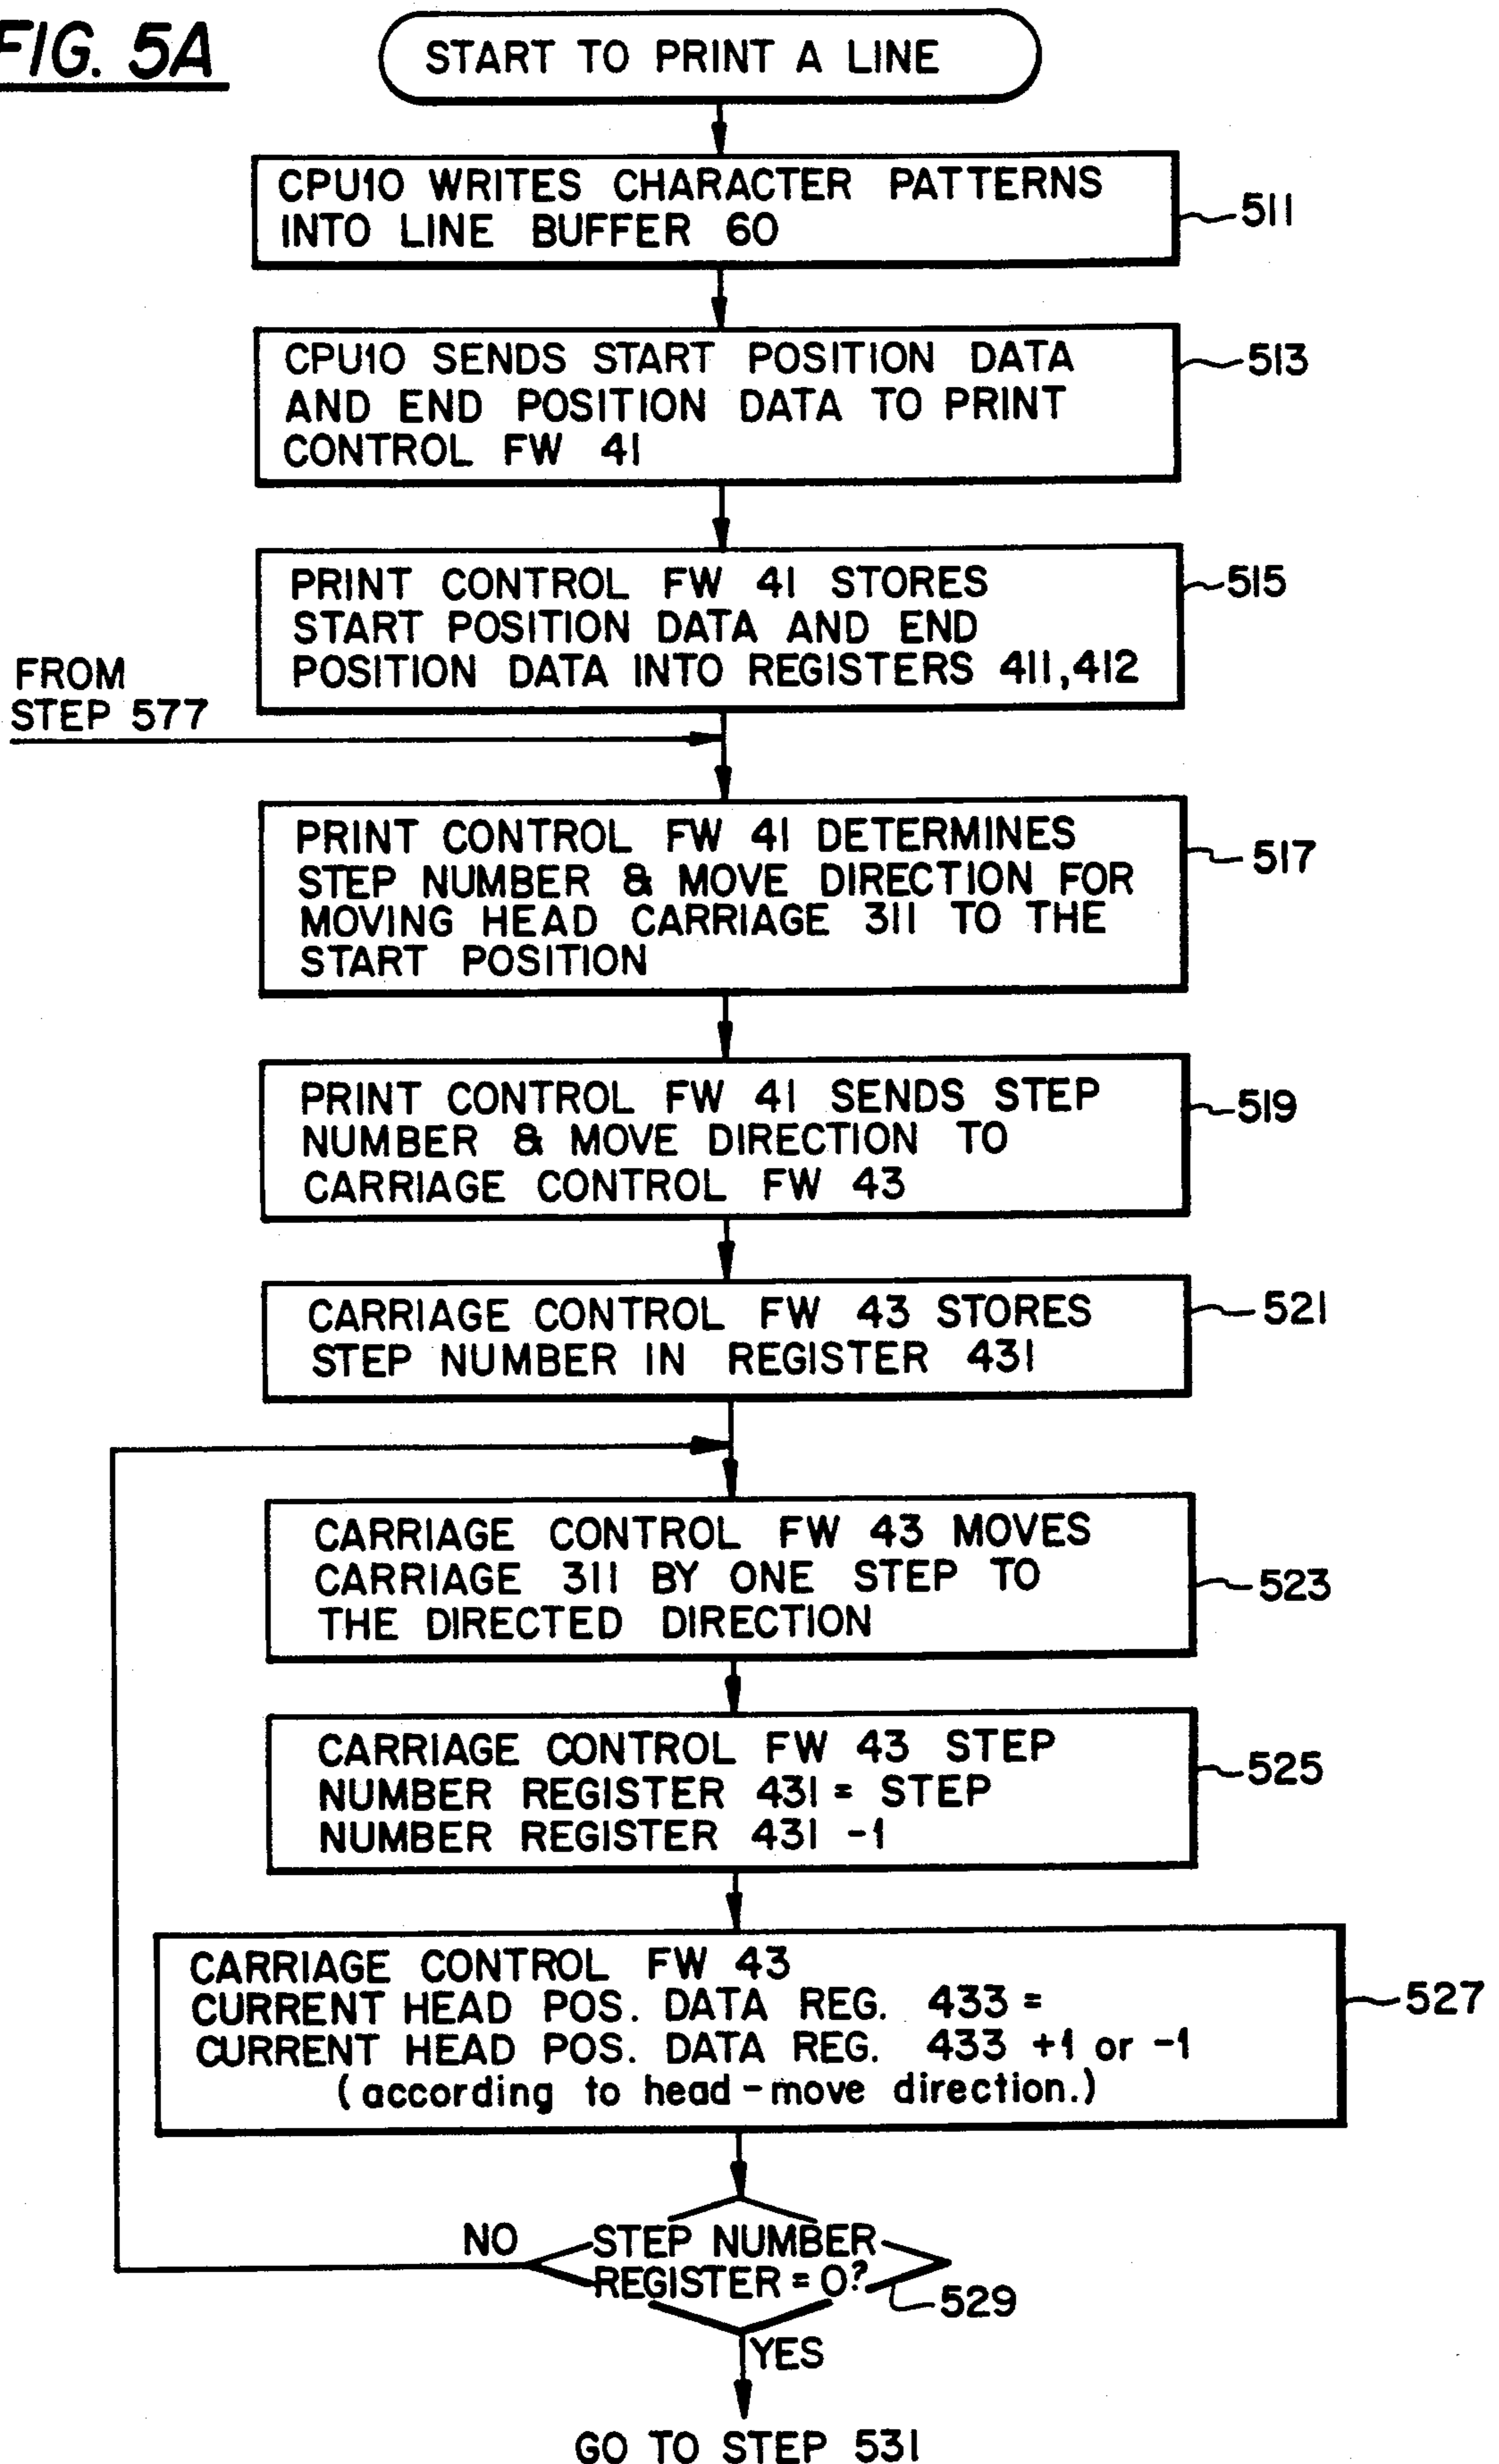 FIG. 5A
START TO PRINT A LINE
CPU10 WRITES CHARACTER PATTERNS
INTO LINE BUFFER 60
511
CPU10 SENDS START POSITION DATA
AND END POSITION DATA TO PRINT
CONTROL FW 41
513
PRINT CONTROL FW 41 STORES
START POSITION DATA AND END
POSITION DATA INTO REGISTERS 411,412
515
FROM
STEP 577
PRINT CONTROL FW 41 DETERMINES
STEP NUMBER & MOVE DIRECTION FOR
MOVING HEAD CARRIAGE 311 TO THE
START POSITION
517
PRINT CONTROL FW 41 SENDS STEP
NUMBER & MOVE DIRECTION TO
CARRIAGE CONTROL FW 43
519
CARRIAGE CONTROL FW 43 STORES
STEP NUMBER IN REGISTER 431
521
CARRIAGE CONTROL FW 43 MOVES
CARRIAGE 311 BY ONE STEP TO
THE DIRECTED DIRECTION
523
CARRIAGE CONTROL FW 43 STEP
NUMBER REGISTER 431 = STEP
NUMBER REGISTER 431 -1
525
CARRIAGE CONTROL FW 43
CURRENT HEAD POS. DATA REG. 433 =
CURRENT HEAD POS. DATA REG. 433 +1 or -1
(according to head-move direction.)
527
NO
STEP NUMBER
REGISTER = 0?
529
YES
GO TO STEP 531